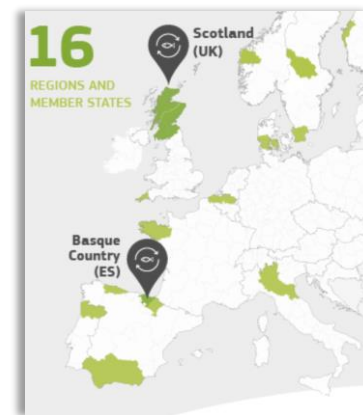 16
REGIONS AND
MEMBER STATES
Scotland
(UK)
Basque
Country
(ES)